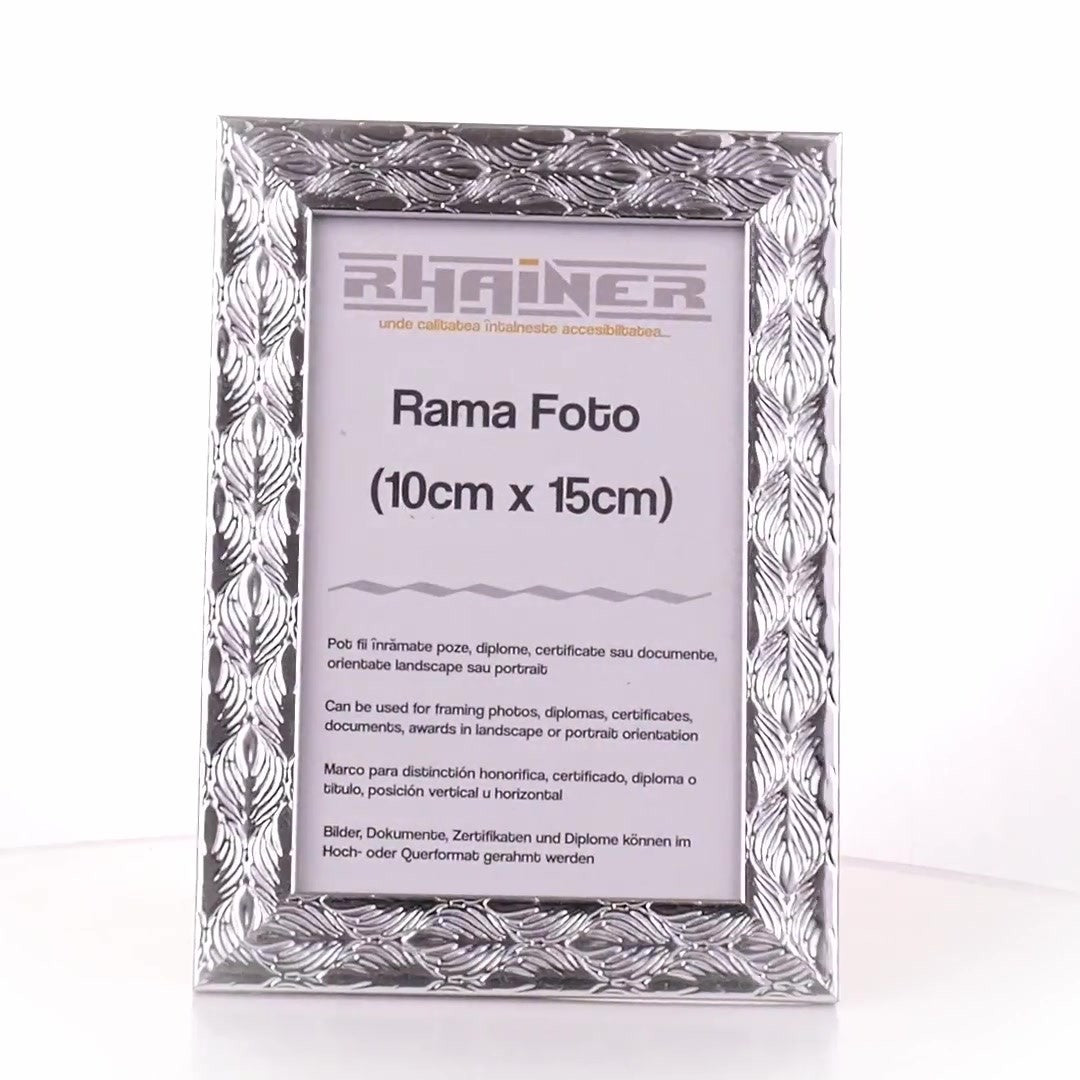 RHAINER
unde calitatea întalneste accesibilitatea...
Rama Foto
(10cm x 15cm)
Pot fii înrămate poze, diplome, certificate sau documente,
orientate landscape sau portrait
Can be used for framing photos, diplomas, certificates,
documents, awards in landscape or portrait orientation
Marco para distinctión honorifica, certificado, diploma o
titulo, posición vertical u horizontal
Bilder, Dokumente, Zertifikaten und Diplome können im
Hoch- oder Querformat gerahmt werden